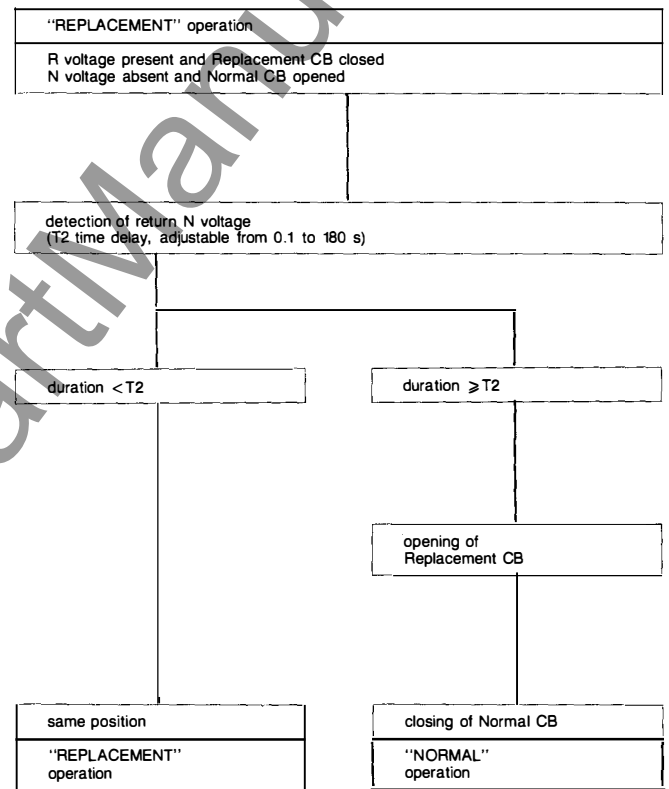 "REPLACEMENT" operation
R voltage present and Replacement CB closed
N voltage absent and Normal CB opened
detection of return N voltage
(T2 time delay, adjustable from 0.1 to 180 s)
duration <T2
duration ⩾T2
opening of
Replacement CB
same position
"REPLACEMENT"
operation
closing of Normal CB
"NORMAL"
operation